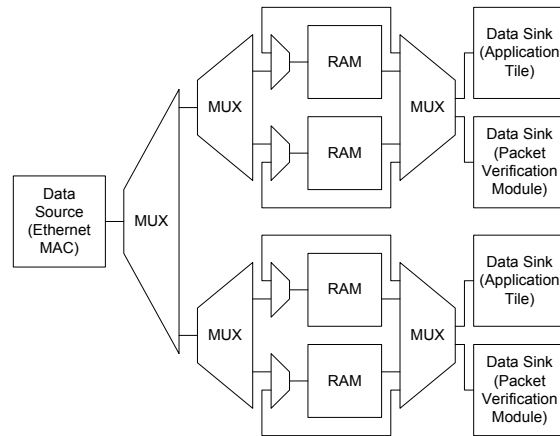 Data
Source
(Ethernet
MAC)
MUX
MUX
RAM
RAM
MUX
Data Sink
(Application
Tile)
Data Sink
(Packet
Verification
Module)
MUX
RAM
RAM
MUX
Data Sink
(Application
Tile)
Data Sink
(Packet
Verification
Module)